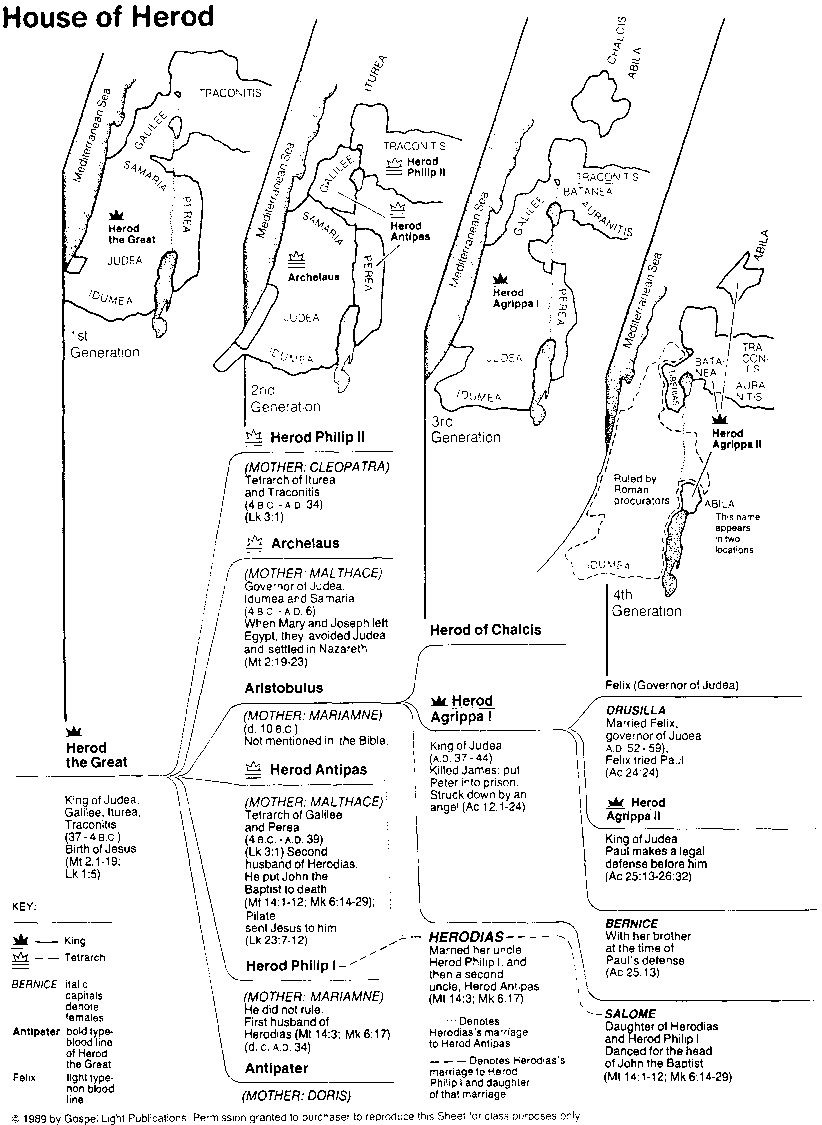 House of Herod
Mediterranean Sea
TRACONITIS
GALILEE
SAMARIA
PEREA
Herod
the Great
JUDEA
IDUMEA
1st
Generation
Mediterranean Sea
ITUREA
TRACONITIS
Herod
Philip II
GALILEE
SAMARIA
Herod
Antipas
Archelaus
PEREA
JUDEA
IDUMEA
2nd
Generation
Mediterranean Sea
CHALCIS
ABILA
TRACONITIS
BATANEA
AURANITIS
GALILEE
Herod
Agrippa I
PEREA
JUDEA
IDUMEA
3rd
Generation
Mediterranean Sea
ABILA
BATA-
NEA
TRA
CON-
ITIS
AURA
NITIS
Herod
Agrippa II
Ruled by
Roman
procurators
ABILA
This name
appears
in two
locations
IDUMEA
4th
Generation
Herod
the Great
King of Judea,
Galilee, Iturea,
Traconitis
(37 - 4 B.C.)
Birth of Jesus
(Mt 2:1-19;
Lk 1:5)
Herod Philip II
(MOTHER: CLEOPATRA)
Tetrarch of Iturea
and Traconitis
(4 B.C. - A.D. 34)
(Lk 3:1)
Archelaus
(MOTHER: MALTHACE)
Governor of Judea,
Idumea and Samaria
(4 B.C. - A.D. 6)
When Mary and Joseph left
Egypt, they avoided Judea
and settled in Nazareth
(Mt 2:19-23)
Aristobulus
(MOTHER: MARIAMNE)
(d. 10 B.C.)
Not mentioned in the Bible.
Herod Antipas
(MOTHER: MALTHACE)
Tetrarch of Galilee
and Perea
(4 B.C. - A.D. 39)
(Lk 3:1) Second
husband of Herodias.
He put John the
Baptist to death
(Mt 14:1-12; Mk 6:14-29);
Pilate
sent Jesus to him
(Lk 23:7-12)
Herod Philip I
(MOTHER: MARIAMNE)
He did not rule.
First husband of
Herodias (Mt 14:3; Mk 6:17)
(d. C. A.D. 34)
Antipater
(MOTHER: DORIS)
Herod of Chalcis
Herod
Agrippa I
King of Judea
(A.D. 37 - 44)
Killed James; put
Peter into prison.
Struck down by an
angel (Ac 12:1-24)
HERODIAS
Married her uncle
Herod Philip I, and
then a second
uncle, Herod Antipas
(Mt 14:3; Mk 6:17)
Denotes
Herodias's marriage
to Herod Antipas
Denotes Herodias's
marriage to Herod
Philip I and daughter
of that marriage
Felix (Governor of Judea)
DRUSILLA
Married Felix,
governor of Judea
A.D. 52 - 59),
Felix tried Paul
(Ac 24:24)
Herod
Agrippa II
King of Judea
Paul makes a legal
defense before him
(Ac 25:13-26:32)
BERNICE
With her brother
at the time of
Paul's defense
(Ac 25:13)
SALOME
Daughter of Herodias
and Herod Philip I
Danced for the head
of John the Baptist
(Mt 14:1-12; Mk 6:14-29)
KEY:
King
Tetrarch
BERNICE italic
capitals
denote
females
Antipater bold type-
blood line
of Herod
the Great
Felix light type-
non blood
line
© 1989 by Gospel Light Publications. Permission granted to purchaser to reproduce this Sheet for class purposes only